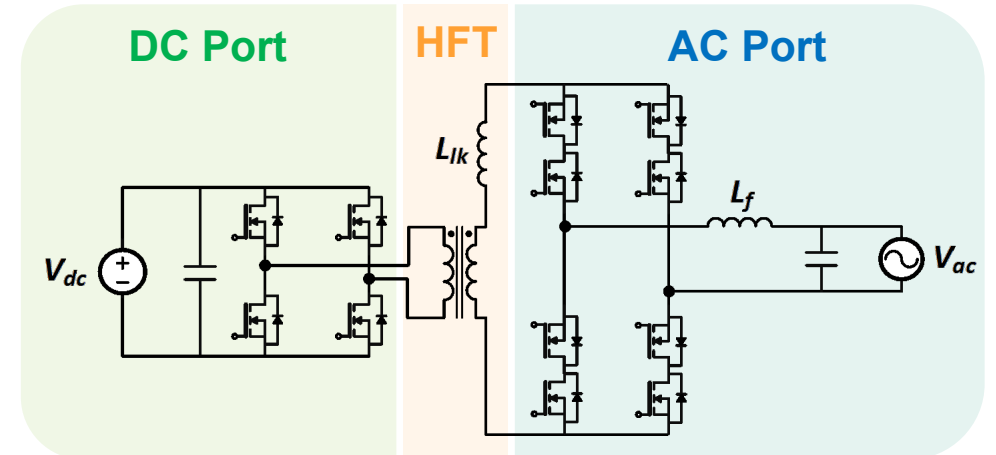 DC Port
HFT
AC Port
Llk
Lf
Vdc
Vac